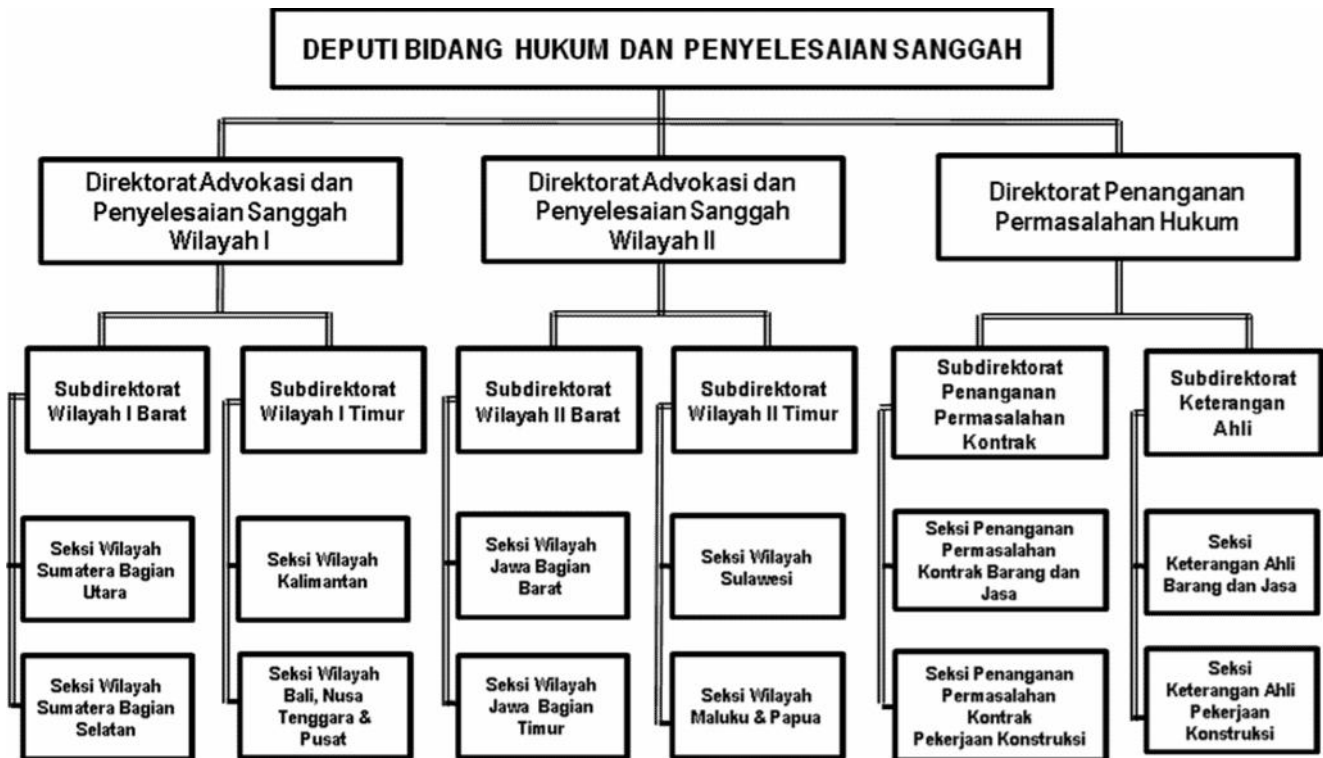 DEPUTI BIDANG HUKUM DAN PENYELESAIAN SANGGAH
Direktorat Advokasi dan
Penyelesaian Sanggah
Wilayah I
Direktorat Advokasi dan
Penyelesaian Sanggah
Wilayah II
Direktorat Penanganan
Permasalahan Hukum
Subdirektorat
Wilayah I Barat
Subdirektorat
Wilayah I Timur
Subdirektorat
Wilayah II Barat
Subdirektorat
Wilayah II Timur
Subdirektorat
Penanganan
Permasalahan
Kontrak
Subdirektorat
Keterangan
Ahli
Seksi Wilayah
Sumatera Bagian
Utara
Seksi Wilayah
Kalimantan
Seksi Wilayah
Jawa Bagian
Barat
Seksi Wilayah
Sulawesi
Seksi Penanganan
Permasalahan
Kontrak Barang dan
Jasa
Seksi
Keterangan Ahli
Barang dan Jasa
Seksi Wilayah
Sumatera Bagian
Selatan
Seksi Wilayah
Bali, Nusa
Tenggara &
Pusat
Seksi Wilayah
Jawa Bagian
Timur
Seksi Wilayah
Maluku & Papua
Seksi Penanganan
Permasalahan
Kontrak
Pekerjaan Konstruksi
Seksi
Keterangan Ahli
Pekerjaan
Konstruksi